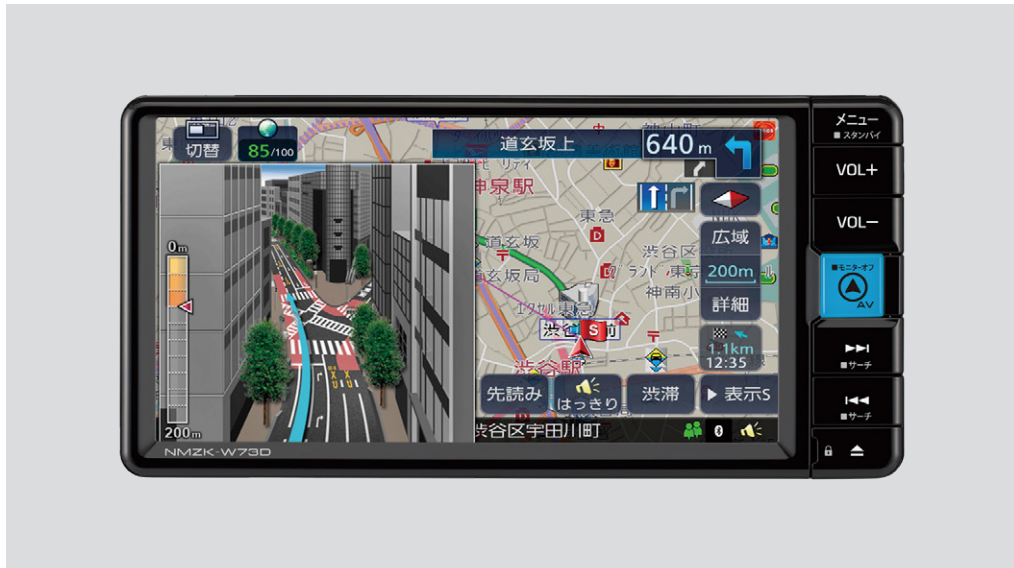 切替
85/100
道玄坂上
640 m
神泉駅
東急
道玄坂
道玄坂局
渋谷区
神南小
渋谷駅
広域
200m
詳細
1.1km
12:35
0m
200m
S
先読み
はっきり
渋滞
▶ 表示S
渋谷区宇田川町
NMZK-W73D
メニュー
■ スタンバイ
VOL+
VOL−
■モニターオフ
AV
▶▶I
■サーチ
I◀◀
■サーチ